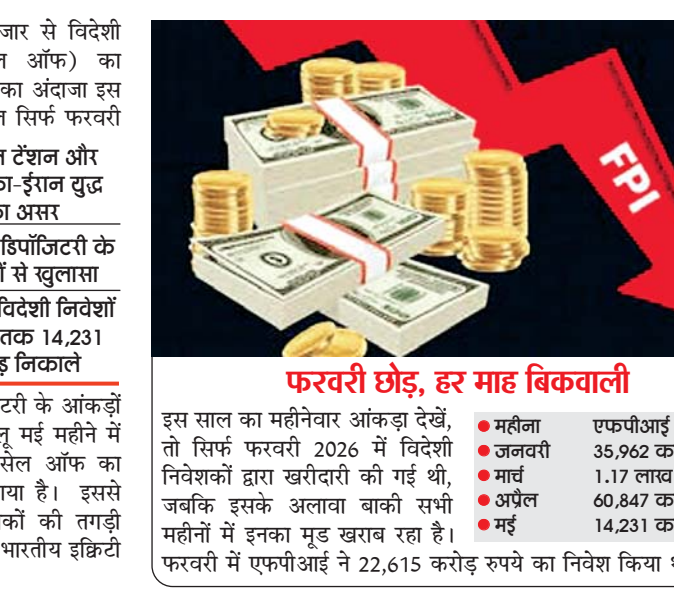 जार से विदेशी
ऑफ) का
का अंदाजा इस
सिर्फ फरवरी
टेंशन और
-ईरान युद्ध
असर
डिपॉजिटरी के
से खुलासा
विदेशी निवेशों
तक 14,231
निकाले
टरी के आंकड़ों
मई महीने में
सेल ऑफ का
गया है। इससे
कों की तगड़ी
भारतीय इक्विटी
FPI
फरवरी छोड़, हर माह बिकवाली
इस साल का महीनेवार आंकड़ा देखें,
तो सिर्फ फरवरी 2026 में विदेशी
निवेशकों द्वारा खरीदारी की गई थी,
जबकि इसके अलावा बाकी सभी
महीनों में इनका मूड खराब रहा है।
फरवरी में एफपीआई ने 22,615 करोड़ रुपये का निवेश किया
महीना एफपीआई
जनवरी 35,962 क
मार्च 1.17 लाख
अप्रेल 60,847 क
मई 14,231 क